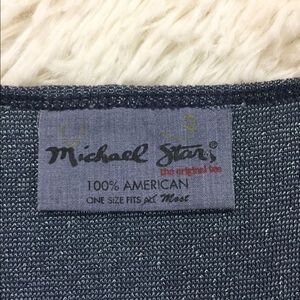 Michael Stars
the original tee
100% AMERICAN
ONE SIZE FITS ALL Most